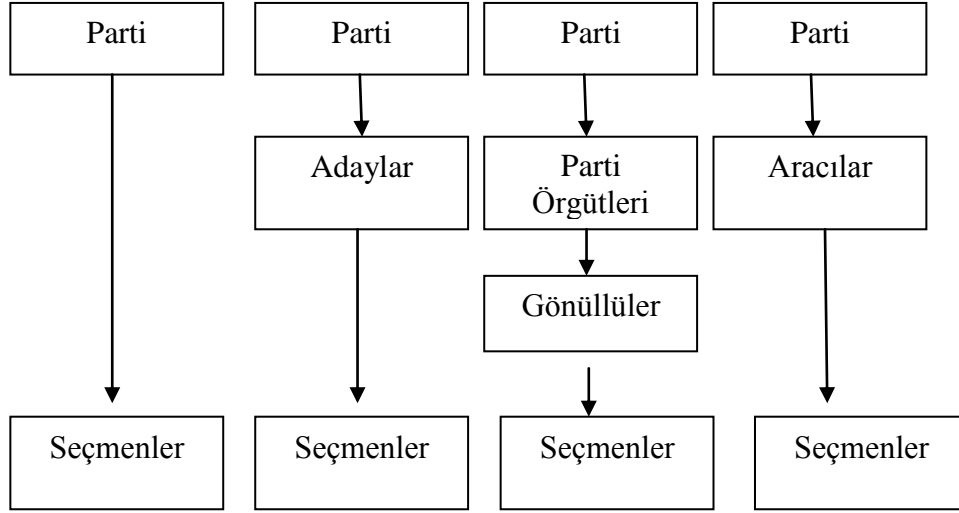 Parti
Parti
Parti
Parti
Adaylar
Parti
Örgütleri
Aracılar
Gönüllüler
Seçmenler
Seçmenler
Seçmenler
Seçmenler